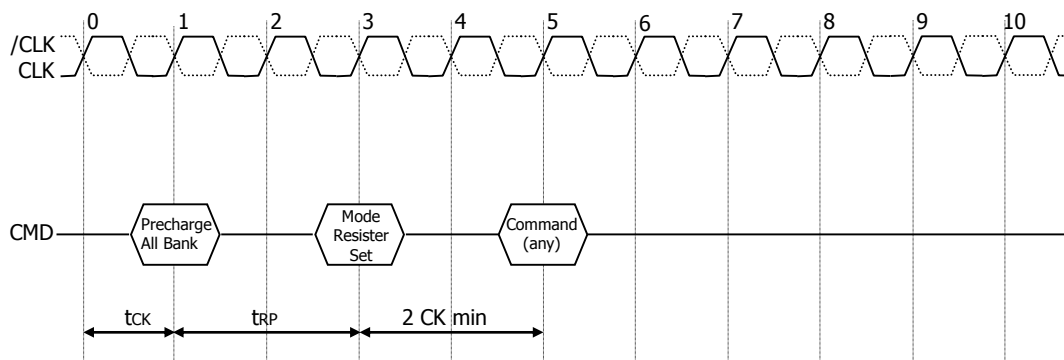 0 1 2 3 4 5 6 7 8 9 10
/CLK
CLK
CMD
Precharge
All Bank
Mode
Resister
Set
Command
(any)
tCK tRP 2 CK min